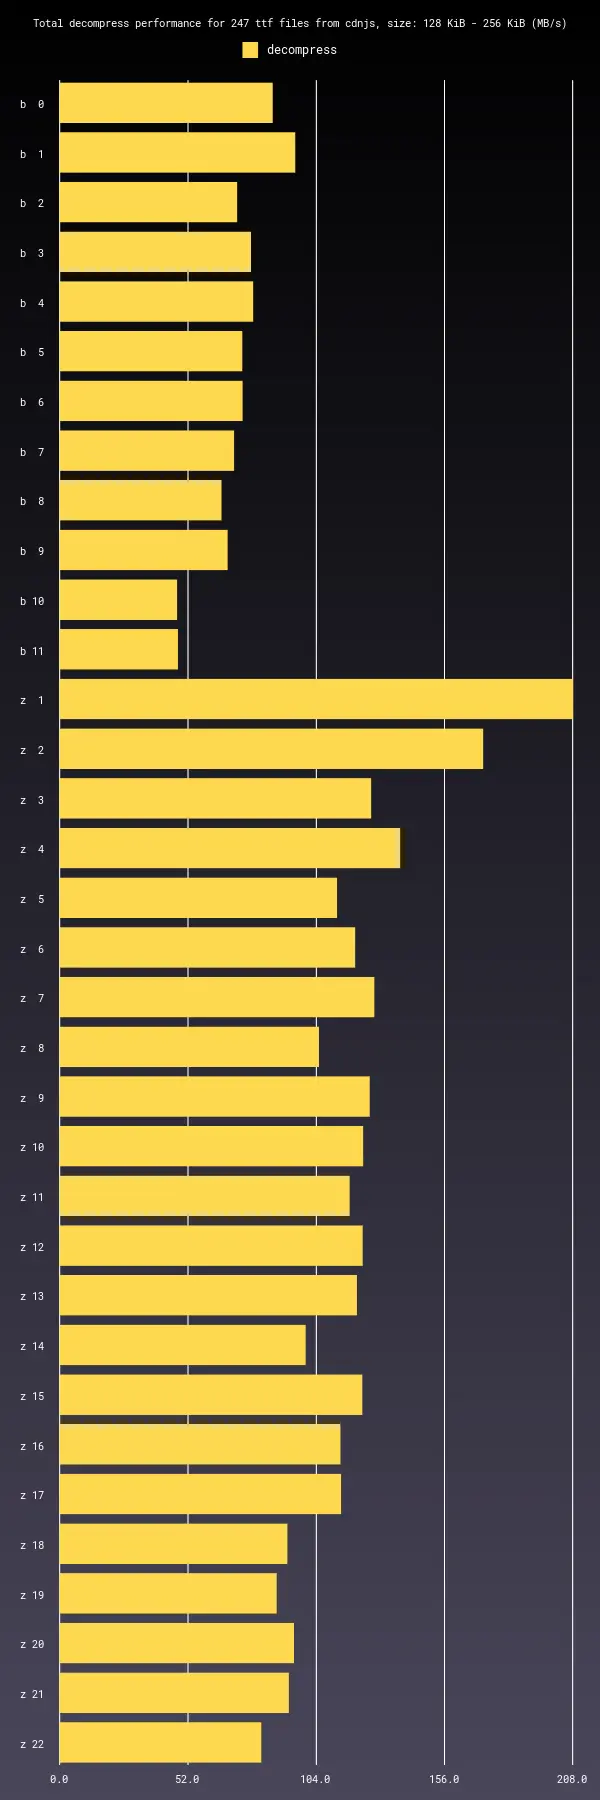 Total decompress performance for 247 ttf files from cdnjs, size: 128 KiB - 256 KiB (MB/s)
decompress
b 0
b 1
b 2
b 3
b 4
b 5
b 6
b 7
b 8
b 9
b 10
b 11
z 1
z 2
z 3
z 4
z 5
z 6
z 7
z 8
z 9
z 10
z 11
z 12
z 13
z 14
z 15
z 16
z 17
z 18
z 19
z 20
z 21
z 22
0.0 52.0 104.0 156.0 208.0